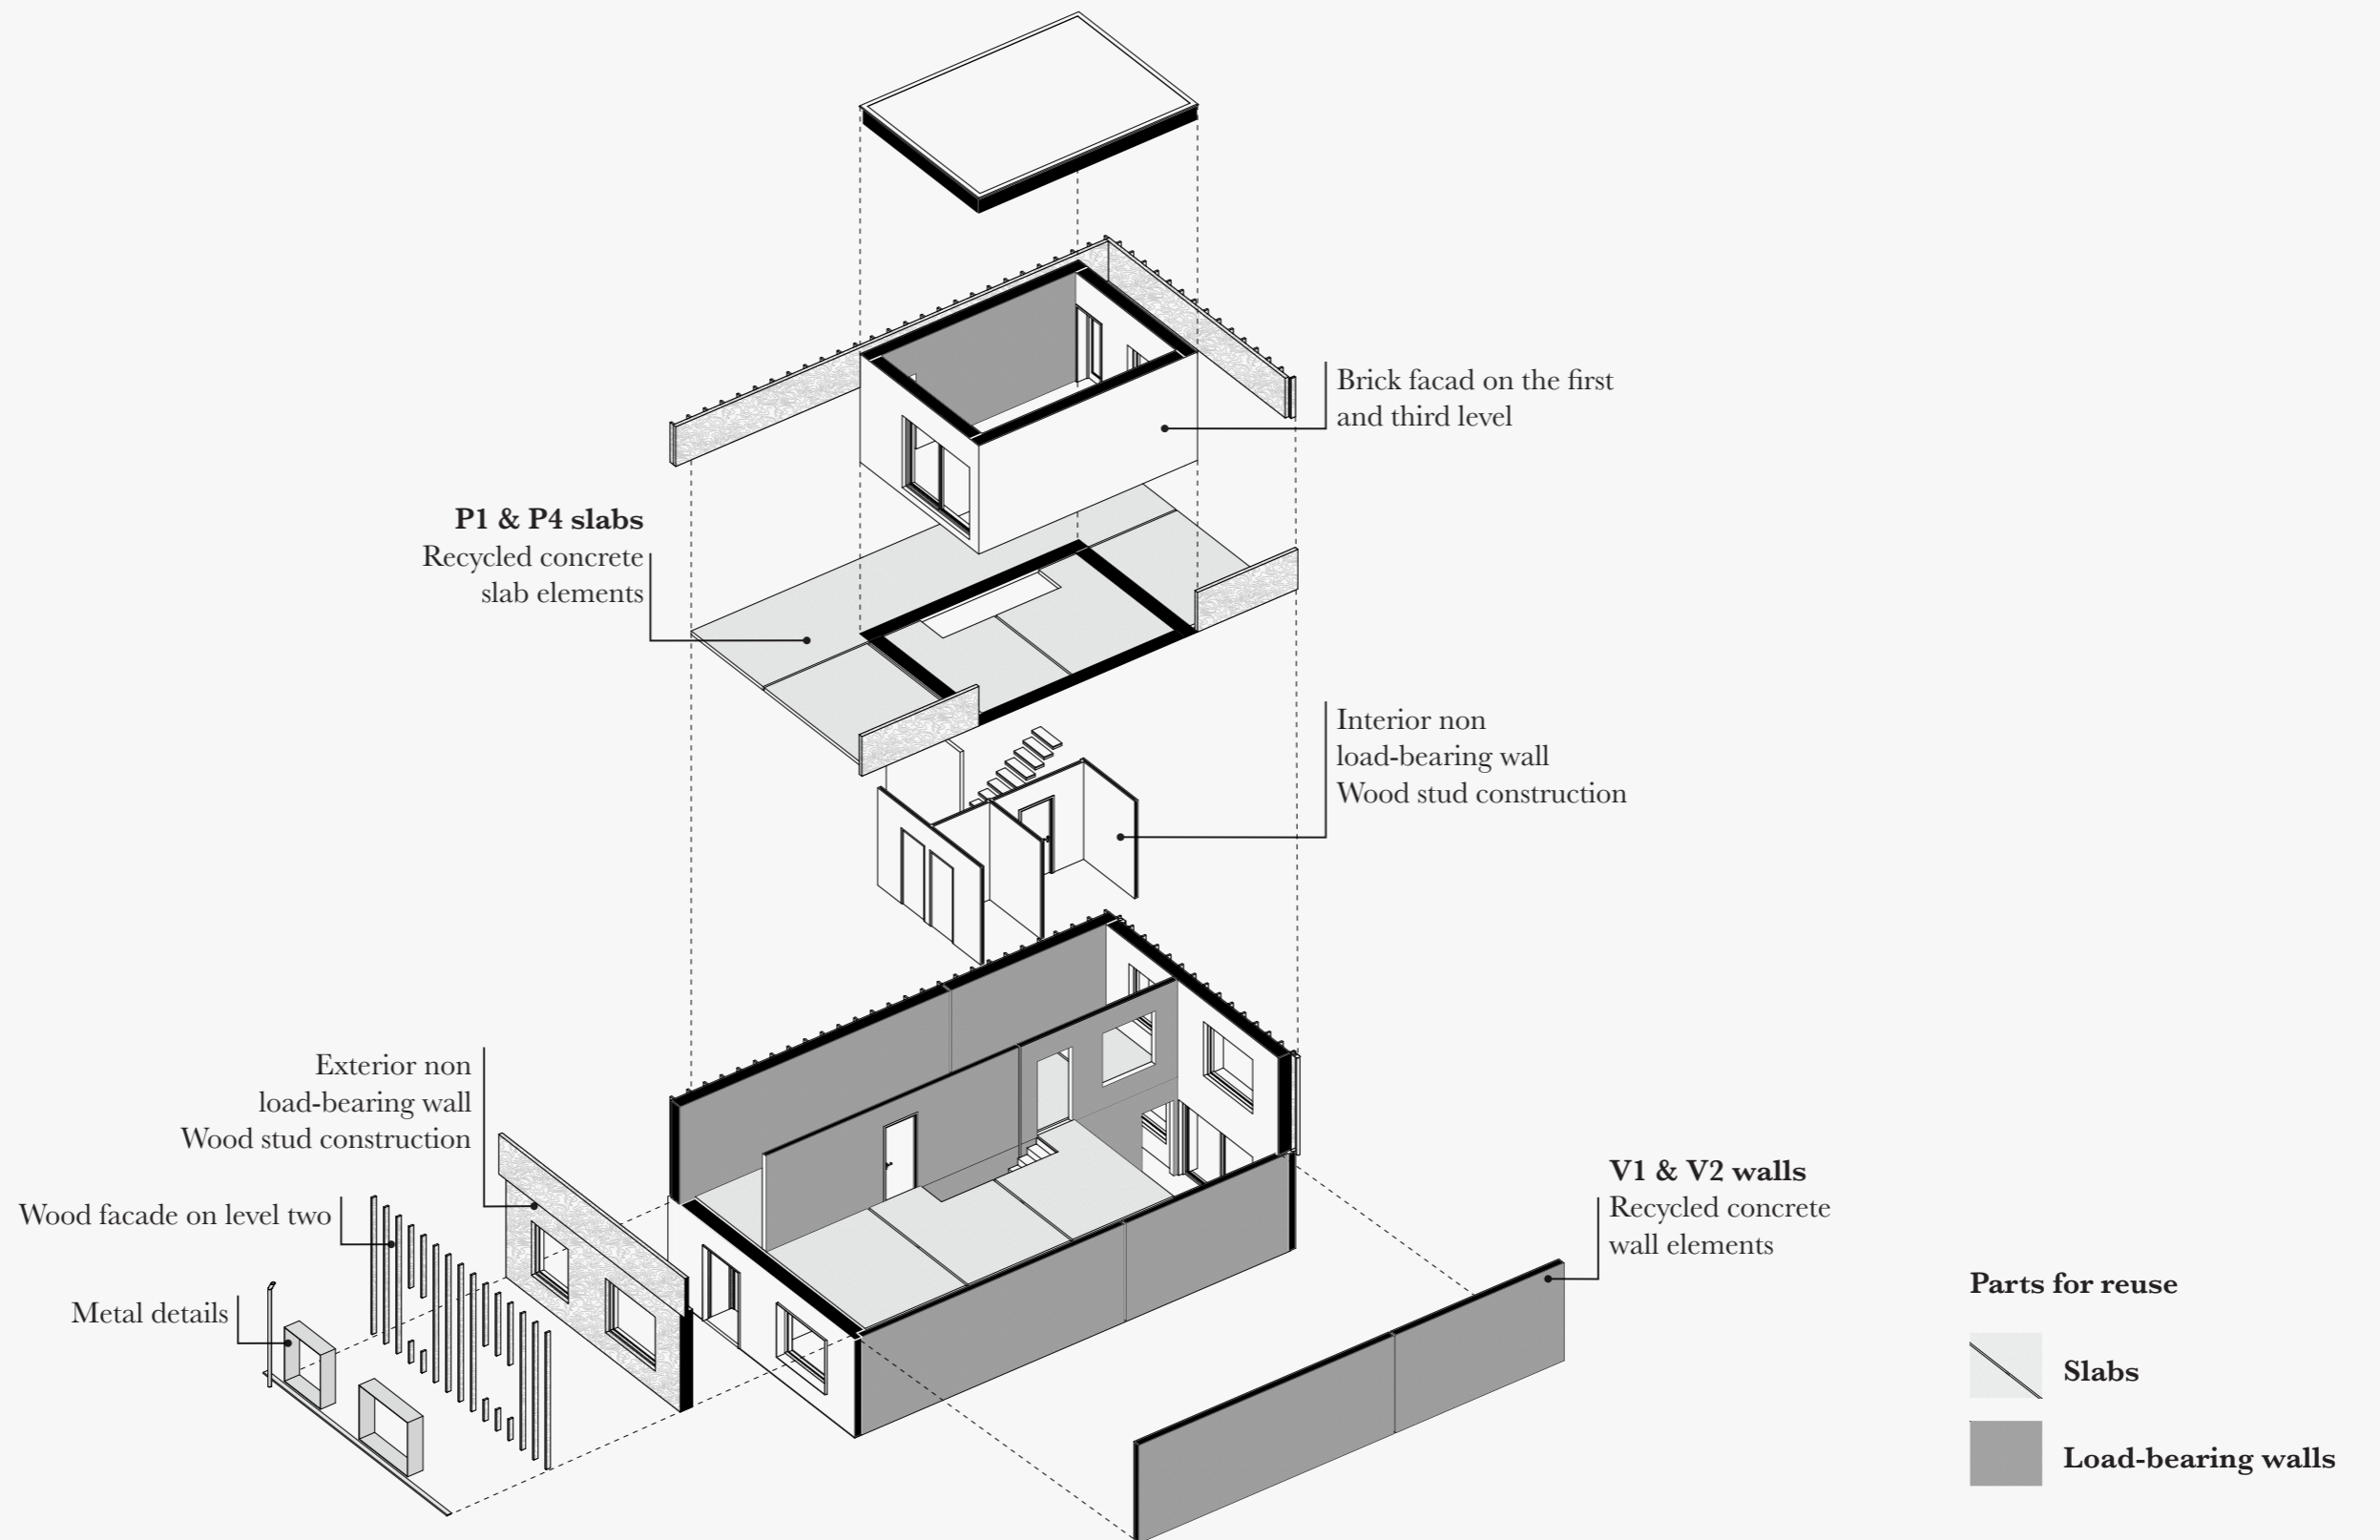 Brick facad on the first
and third level
P1 & P4 slabs
Recycled concrete
slab elements
Interior non
load-bearing wall
Wood stud construction
Exterior non
load-bearing wall
Wood stud construction
Wood facade on level two
Metal details
V1 & V2 walls
Recycled concrete
wall elements
Parts for reuse
Slabs
Load-bearing walls